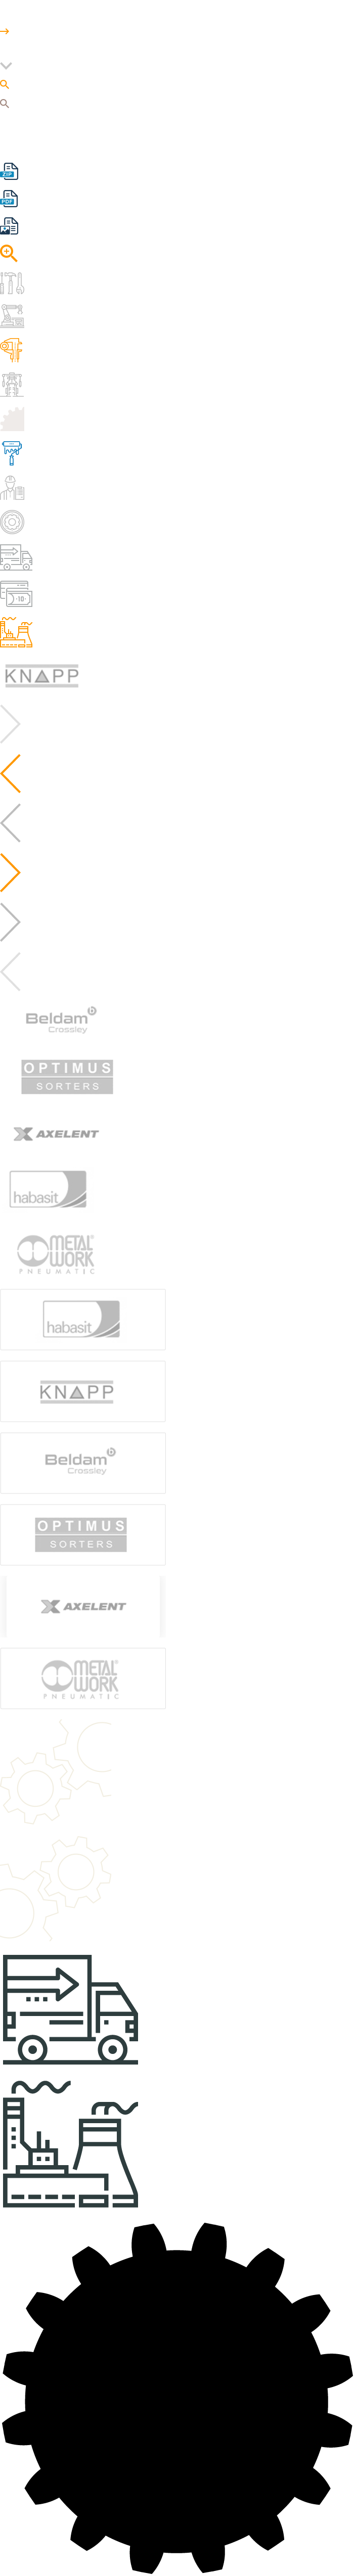 ZIP
PDF
10
KNAPP
Beldam b
Crossley
OPTIMUS
SORTERS
AXELENT
habasit
METAL
WORK
PNEUMATIC
habasit
KNAPP
Beldam b
Crossley
OPTIMUS
SORTERS
AXELENT
METAL
WORK
PNEUMATIC